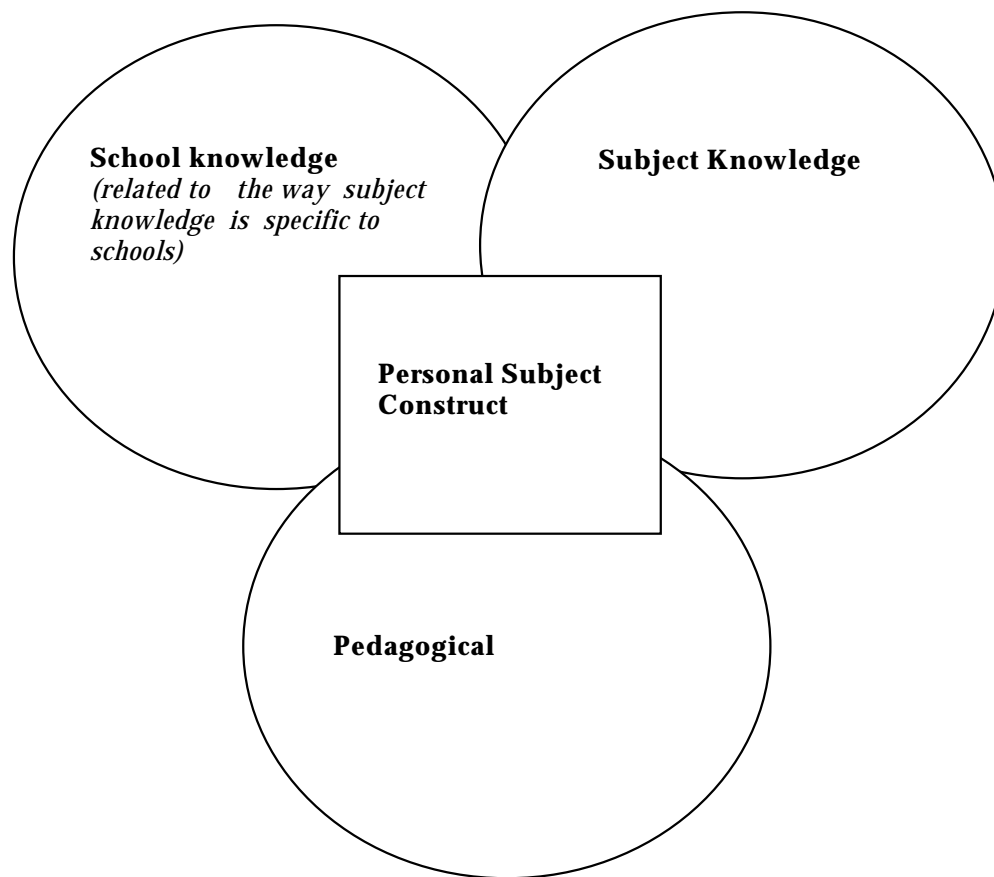 School knowledge
(related to the way subject
knowledge is specific to
schools)
Subject Knowledge
Personal Subject
Construct
Pedagogical